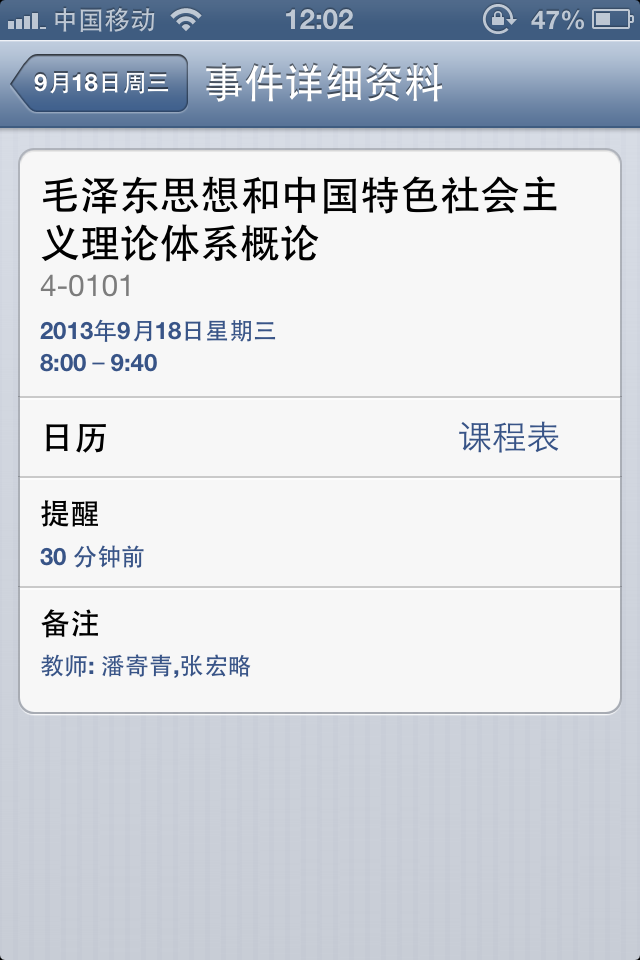 中国移动 12:02 47%
9月18日周三 事件详细资料
毛泽东思想和中国特色社会主
义理论体系概论
4-0101
2013年9月18日星期三
8:00 – 9:40
日历 课程表
提醒
30 分钟前
备注
教师: 潘寄青,张宏略